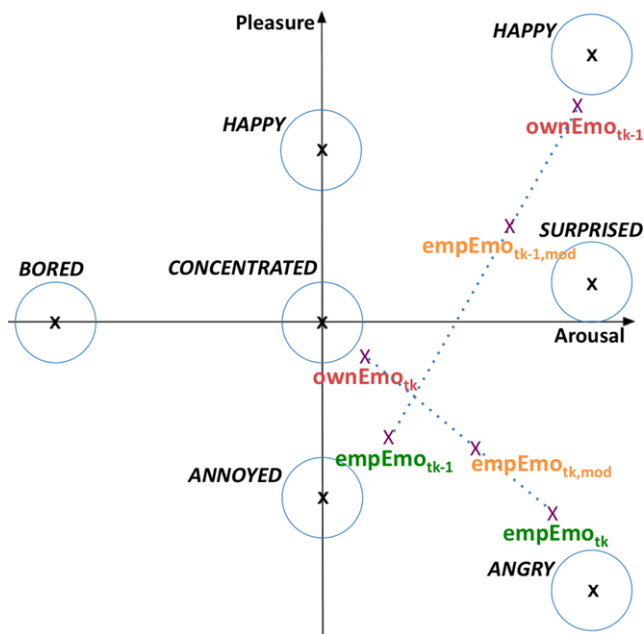 Pleasure
HAPPY
ownEmo_tk-1
HAPPY
empEmo_tk-1,mod
SURPRISED
BORED
CONCENTRATED
Arousal
ownEmo_tk
empEmo_tk-1
empEmo_tk,mod
ANNOYED
empEmo_tk
ANGRY